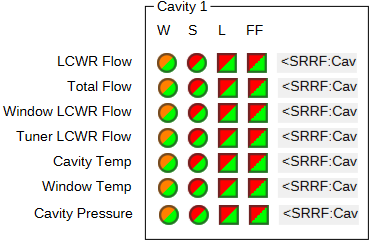 Cavity 1
W S L FF
LCWR Flow <SRRF:Cav
Total Flow <SRRF:Cav
Window LCWR Flow <SRRF:Cav
Tuner LCWR Flow <SRRF:Cav
Cavity Temp <SRRF:Cav
Window Temp <SRRF:Cav
Cavity Pressure <SRRF:Cav